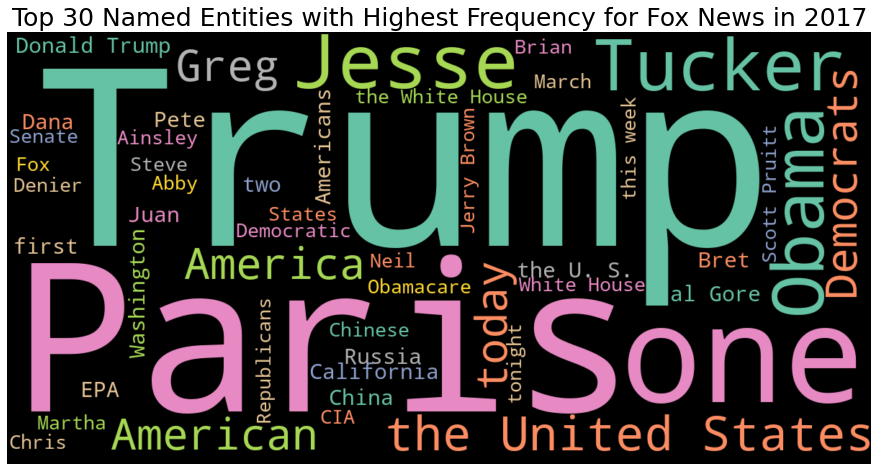 Top 30 Named Entities with Highest Frequency for Fox News in 2017
Donald Trump
Greg
Jesse
Brian
Tucker
March
the White House
Trump
Dana
Senate
Pete
Ainsley
Americans
Jerry Brown
this week
Scott Pruitt
Obama
Democrats
Fox
Steve
Denier
Abby
two
Juan
States
Democratic
first
Washington
America
Neil
the U. S.
Bret
Obamacare
White House
al Gore
Paris
one
today
tonight
Republicans
Chinese
Russia
California
EPA
China
CIA
Martha
Chris
American
the United States